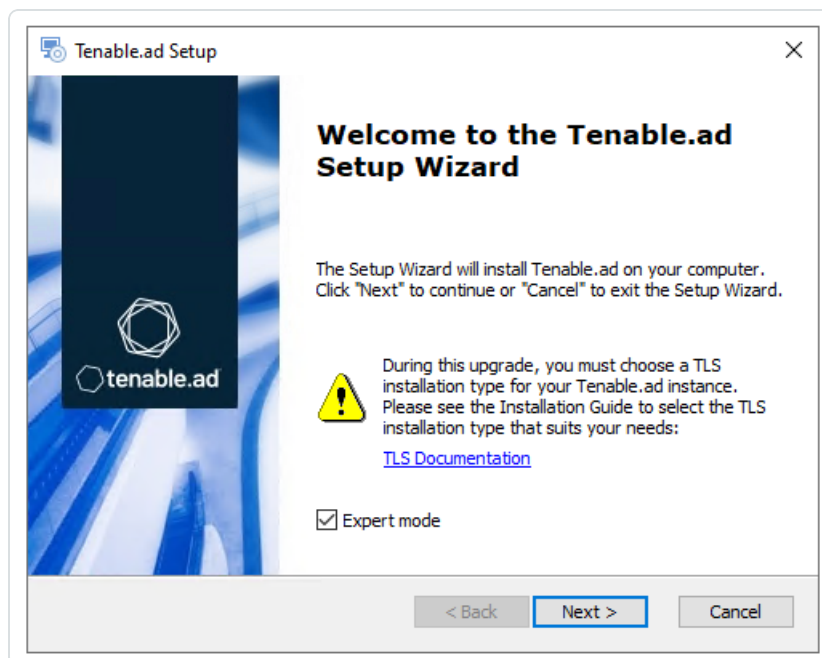 Tenable.ad Setup
Welcome to the Tenable.ad
Setup Wizard
The Setup Wizard will install Tenable.ad on your computer.
Click "Next" to continue or "Cancel" to exit the Setup Wizard.
tenable.ad
During this upgrade, you must choose a TLS
installation type for your Tenable.ad instance.
Please see the Installation Guide to select the TLS
installation type that suits your needs:
TLS Documentation
Expert mode
< Back
Next >
Cancel